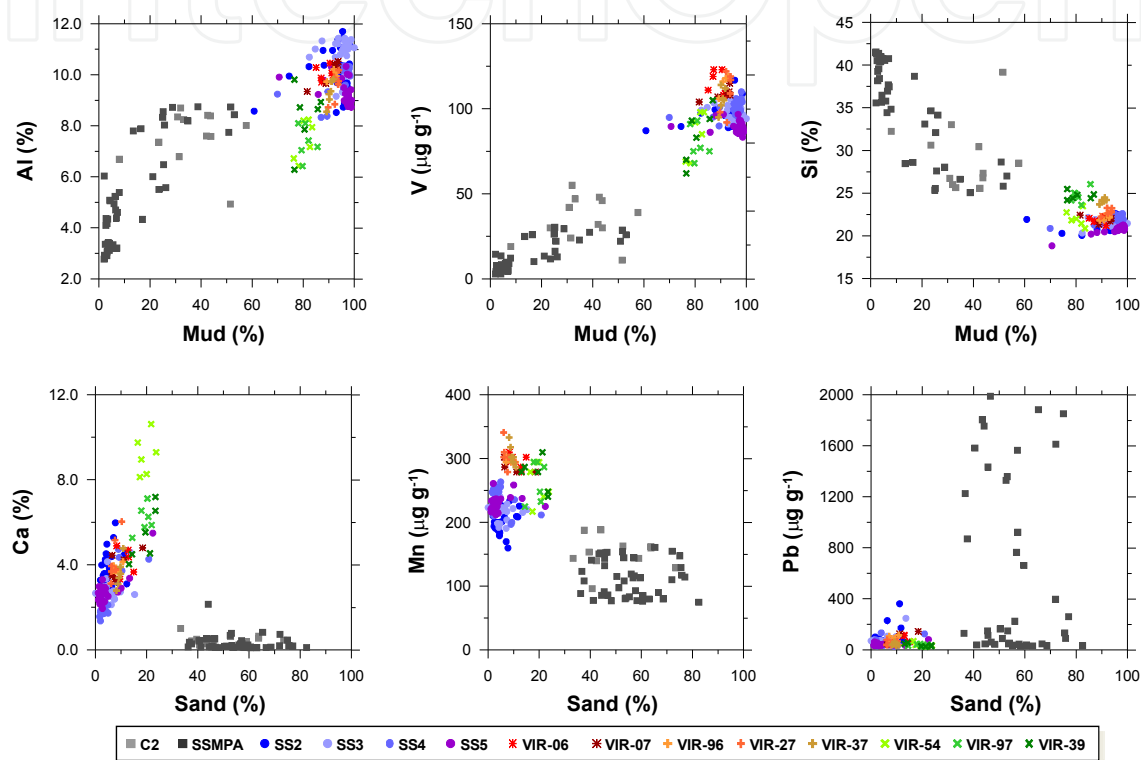 intechopen
12.0
10.0
8.0
6.0
4.0
2.0
Al (%)
0 20 40 60 80 100
Mud (%)
150
100
50
0
V (µg g-1)
0 20 40 60 80 100
Mud (%)
45
40
35
30
25
20
15
Si (%)
0 20 40 60 80 100
Mud (%)
12.0
8.0
4.0
0.0
Ca (%)
0 20 40 60 80 100
Sand (%)
400
300
200
100
0
Mn (µg g-1)
0 20 40 60 80 100
Sand (%)
2000
1600
1200
800
400
0
Pb (µg g-1)
0 20 40 60 80 100
Sand (%)
C2 SSMPA SS2 SS3 SS4 SS5 VIR-06 VIR-07 VIR-96 VIR-27 VIR-37 VIR-54 VIR-97 VIR-39